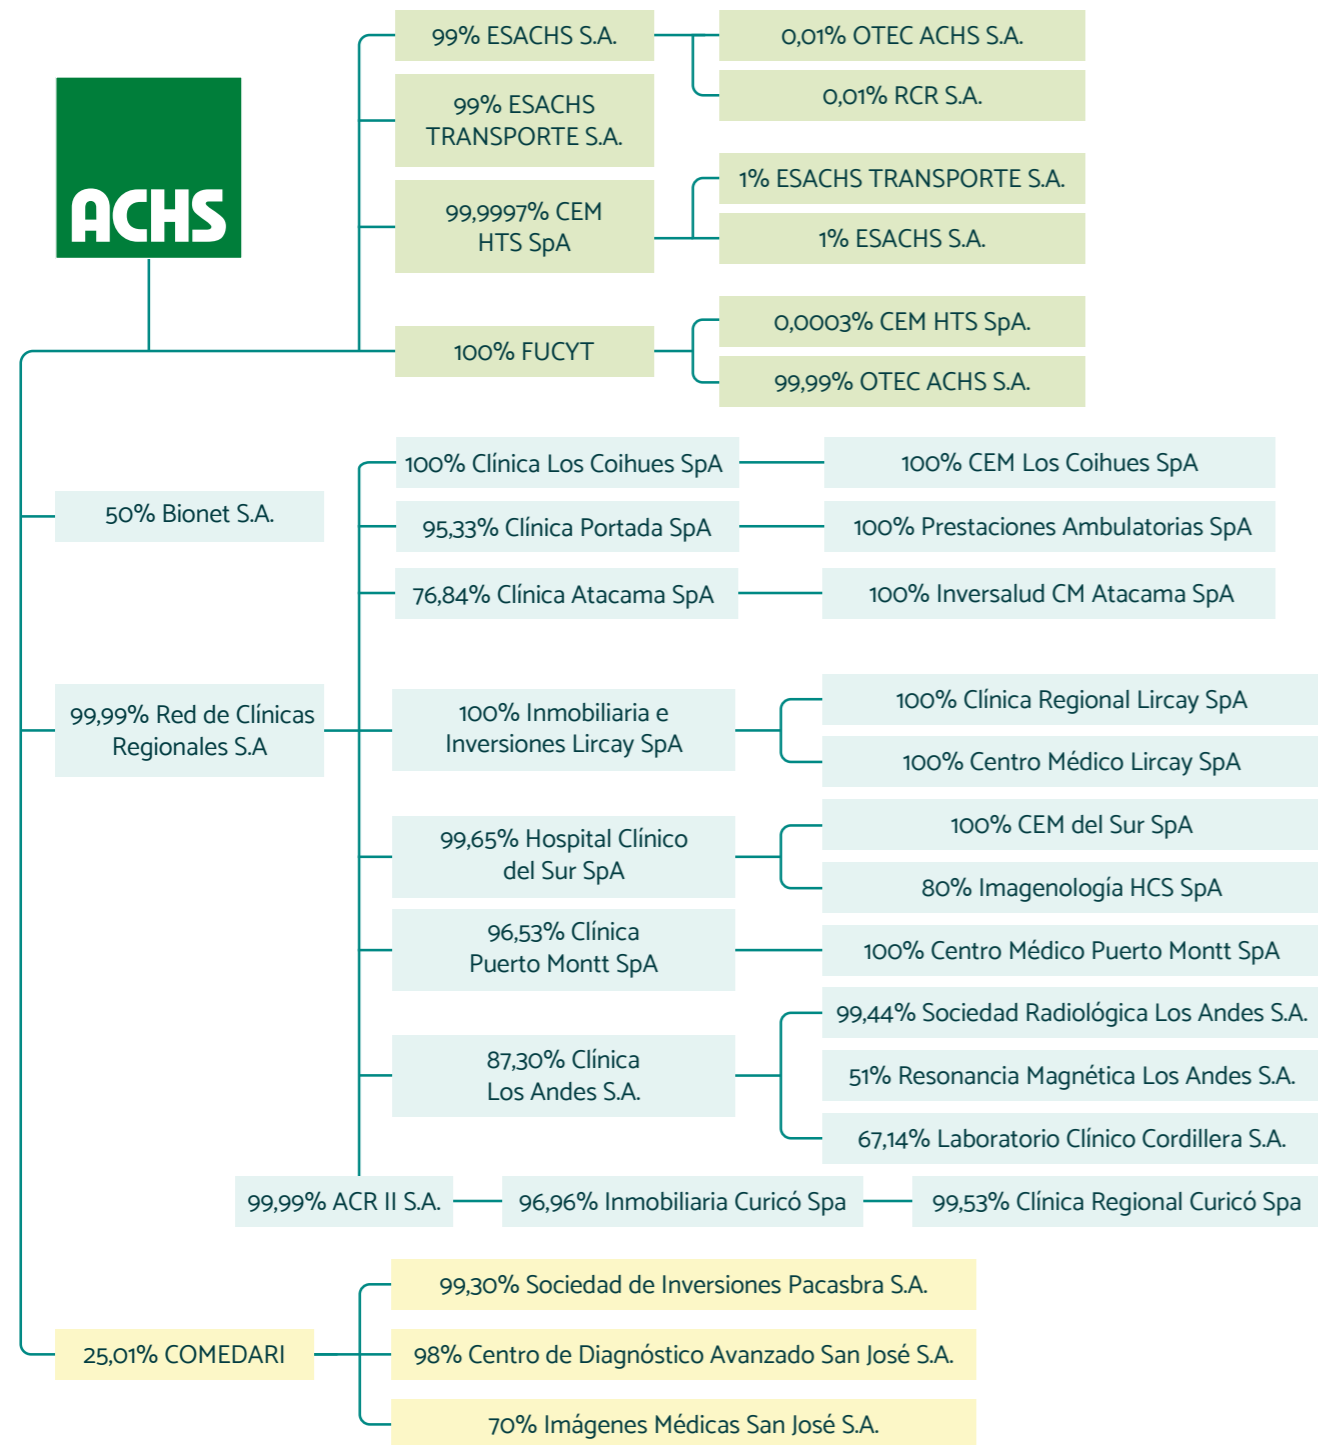 ACHS
99% ESACHS S.A.
0,01% OTEC ACHS S.A.
0,01% RCR S.A.
99% ESACHS
TRANSPORTE S.A.
99,9997% CEM
HTS SpA
1% ESACHS TRANSPORTE S.A.
1% ESACHS S.A.
100% FUCYT
0,0003% CEM HTS SpA.
99,99% OTEC ACHS S.A.
50% Bionet S.A.
99,99% Red de Clínicas
Regionales S.A
100% Clínica Los Coihues SpA
100% CEM Los Coihues SpA
95,33% Clínica Portada SpA
100% Prestaciones Ambulatorias SpA
76,84% Clínica Atacama SpA
100% Inversalud CM Atacama SpA
100% Inmobiliaria e
Inversiones Lircay SpA
100% Clínica Regional Lircay SpA
100% Centro Médico Lircay SpA
99,65% Hospital Clínico
del Sur SpA
100% CEM del Sur SpA
80% Imagenología HCS SpA
96,53% Clínica
Puerto Montt SpA
100% Centro Médico Puerto Montt SpA
87,30% Clínica
Los Andes S.A.
99,44% Sociedad Radiológica Los Andes S.A.
51% Resonancia Magnética Los Andes S.A.
67,14% Laboratorio Clínico Cordillera S.A.
99,99% ACR II S.A.
96,96% Inmobiliaria Curicó Spa
99,53% Clínica Regional Curicó Spa
25,01% COMEDARI
99,30% Sociedad de Inversiones Pacasbra S.A.
98% Centro de Diagnóstico Avanzado San José S.A.
70% Imágenes Médicas San José S.A.